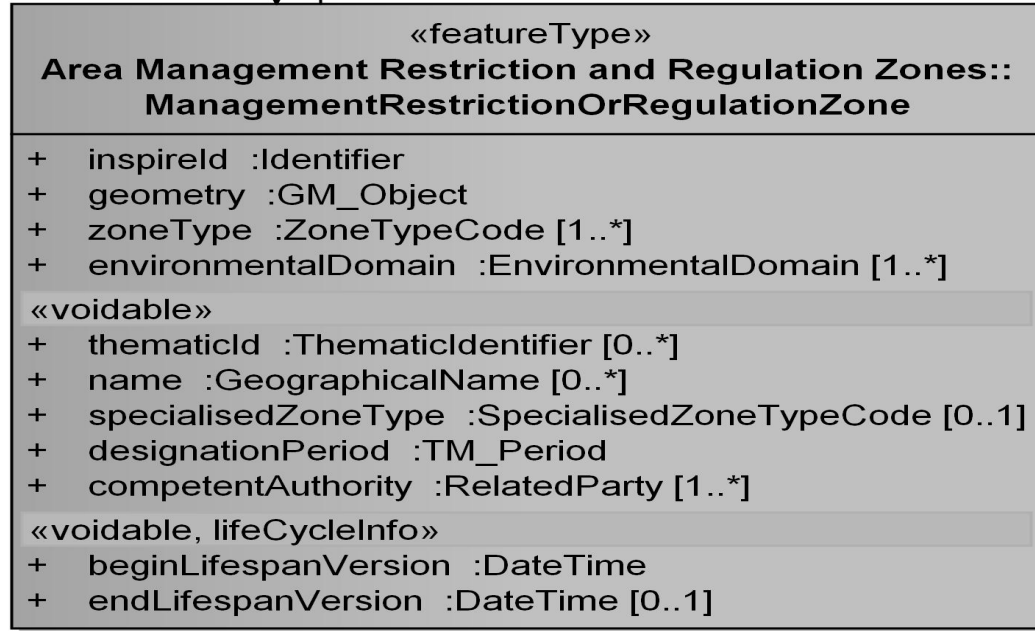 «featureType»
Area Management Restriction and Regulation Zones::
ManagementRestrictionOrRegulationZone
+ inspireId :Identifier
+ geometry :GM_Object
+ zoneType :ZoneTypeCode [1..*]
+ environmentalDomain :EnvironmentalDomain [1..*]
«voidable»
+ thematicId :ThematicIdentifier [0..*]
+ name :GeographicalName [0..*]
+ specialisedZoneType :SpecialisedZoneTypeCode [0..1]
+ designationPeriod :TM_Period
+ competentAuthority :RelatedParty [1..*]
«voidable, lifeCycleInfo»
+ beginLifespanVersion :DateTime
+ endLifespanVersion :DateTime [0..1]